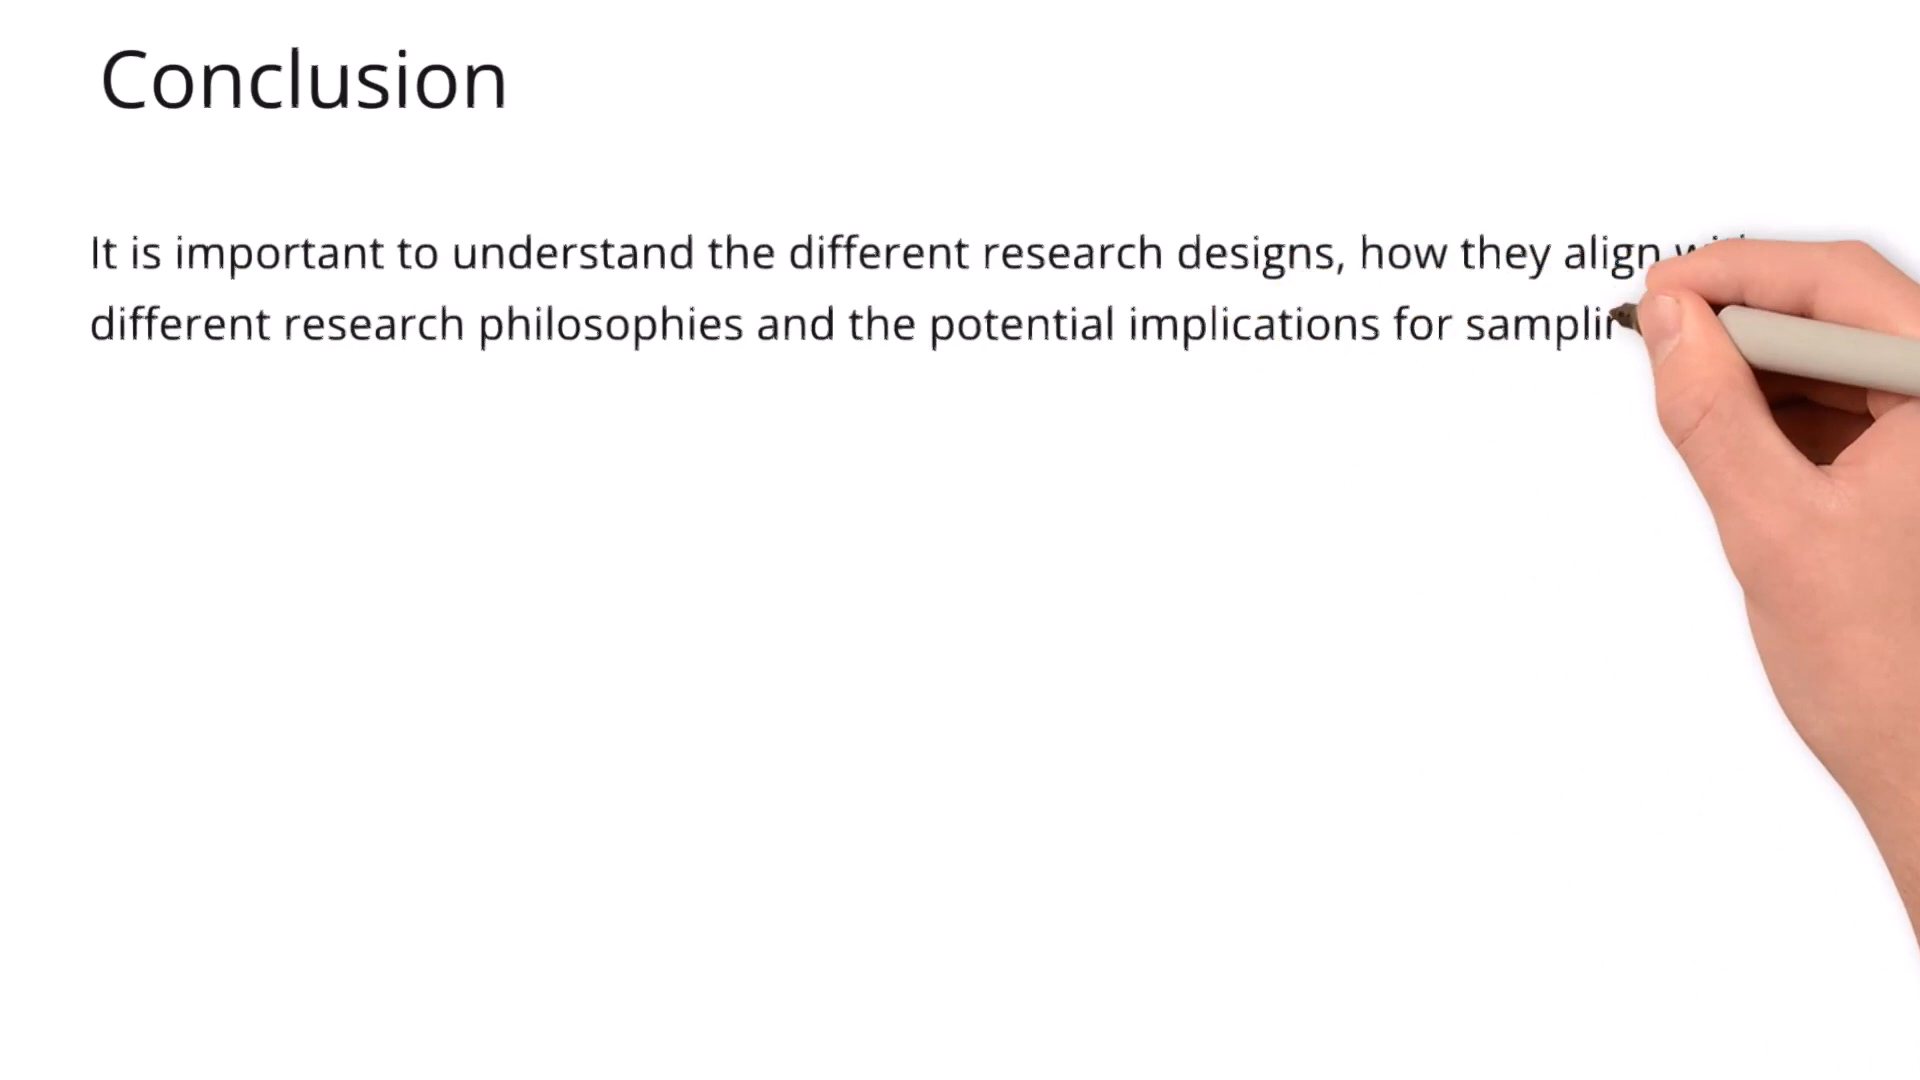 Conclusion
It is important to understand the different research designs, how they align
different research philosophies and the potential implications for